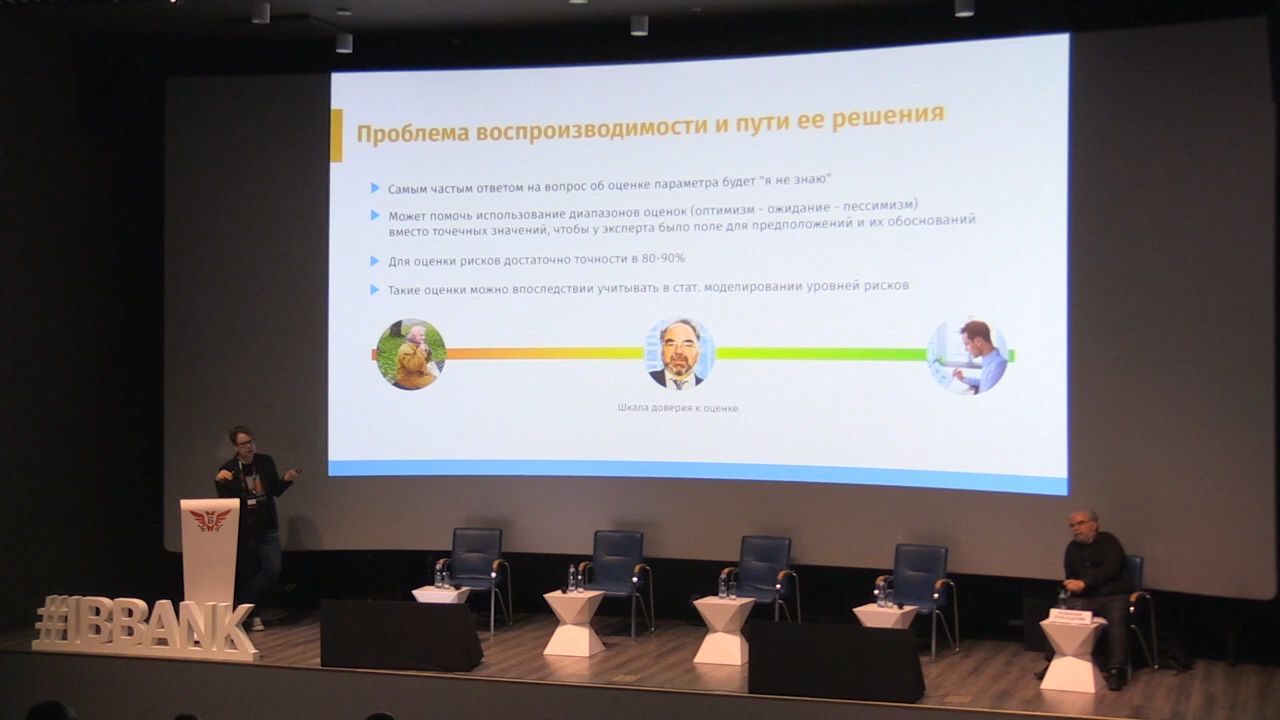 Проблема воспроизводимости и пути ее решения
Самым частым ответом на вопрос об оценке параметра будет "я не знаю"
Может помочь использование диапазонов оценок (оптимизм - ожидание - пессимизм)
вместо точечных значений, чтобы у эксперта было поле для предположений и их обоснований
Для оценки рисков достаточно точности в 80-90%
Такие оценки можно впоследствии учитывать в стат. моделировании уровней рисков
Шкала доверия к оценке
#IBBANK